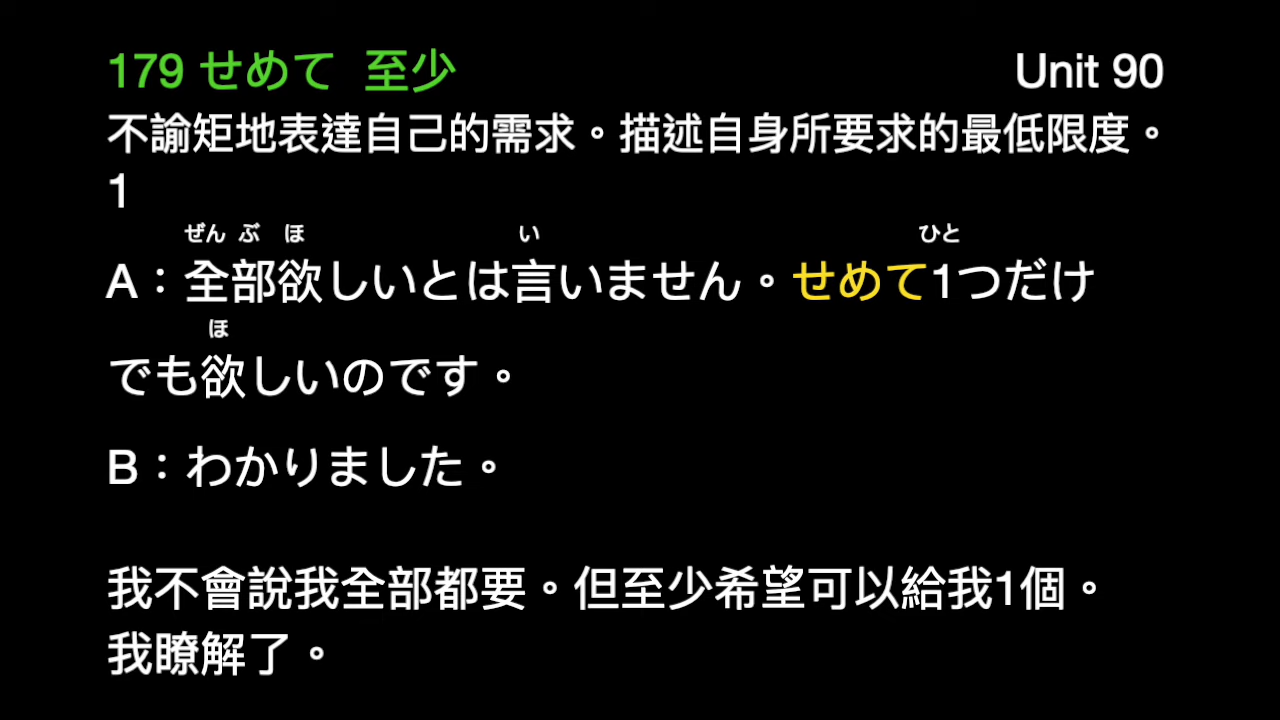 179 せめて 至少
Unit 90
不諭矩地表達自己的需求。描述自身所要求的最低限度。
1
ぜん ぶ ほ い ひと
A：全部欲しいとは言いません。せめて1つだけ
ほ
でも欲しいのです。
B：わかりました。
我不會說我全部都要。但至少希望可以給我1個。
我瞭解了。